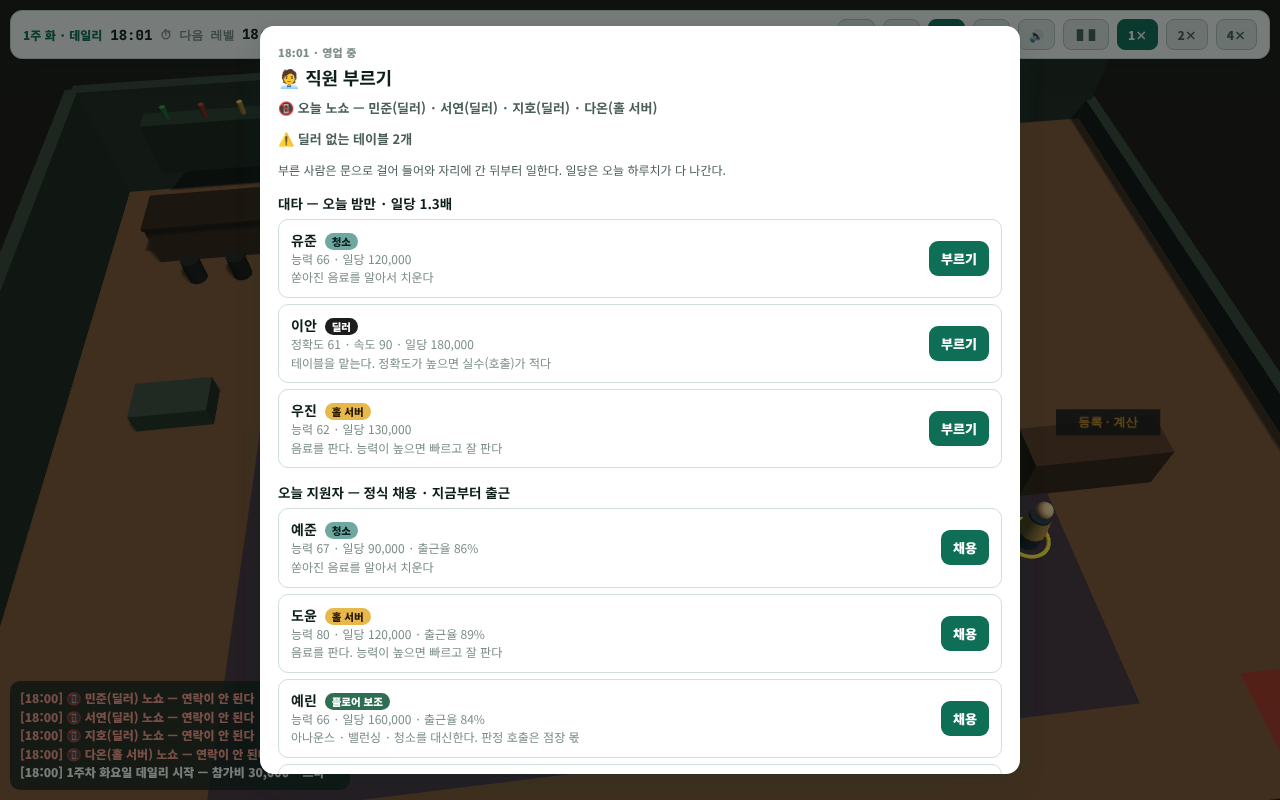 1주 화 · 데일리 18:01 ⏱ 다음 레벨 18
▮▮ 1× 2× 4×
18:01 · 영업 중
직원 부르기
오늘 노쇼 — 민준(딜러) · 서연(딜러) · 지호(딜러) · 다온(홀 서버)
⚠️ 딜러 없는 테이블 2개
부른 사람은 문으로 걸어 들어와 자리에 간 뒤부터 일한다. 일당은 오늘 하루치가 다 나간다.
대타 — 오늘 밤만 · 일당 1.3배
유준 청소
능력 66 · 일당 120,000
쏟아진 음료를 알아서 치운다
부르기
이안 딜러
정확도 61 · 속도 90 · 일당 180,000
테이블을 맡는다. 정확도가 높으면 실수(호출)가 적다
부르기
우진 홀 서버
능력 62 · 일당 130,000
음료를 판다. 능력이 높으면 빠르고 잘 판다
부르기
오늘 지원자 — 정식 채용 · 지금부터 출근
예준 청소
능력 67 · 일당 90,000 · 출근율 86%
쏟아진 음료를 알아서 치운다
채용
도윤 홀 서버
능력 80 · 일당 120,000 · 출근율 89%
음료를 판다. 능력이 높으면 빠르고 잘 판다
채용
예린 플로어 보조
능력 66 · 일당 160,000 · 출근율 84%
아나운스 · 밸런싱 · 청소를 대신한다. 판정 호출은 점장 몫
채용
등록 · 계산
[18:00] 민준(딜러) 노쇼 — 연락이 안 된다
[18:00] 서연(딜러) 노쇼 — 연락이 안 된다
[18:00] 지호(딜러) 노쇼 — 연락이 안 된다
[18:00] 다온(홀 서버) 노쇼 — 연락이 안 된
[18:00] 1주차 화요일 데일리 시작 — 참가비 30,000